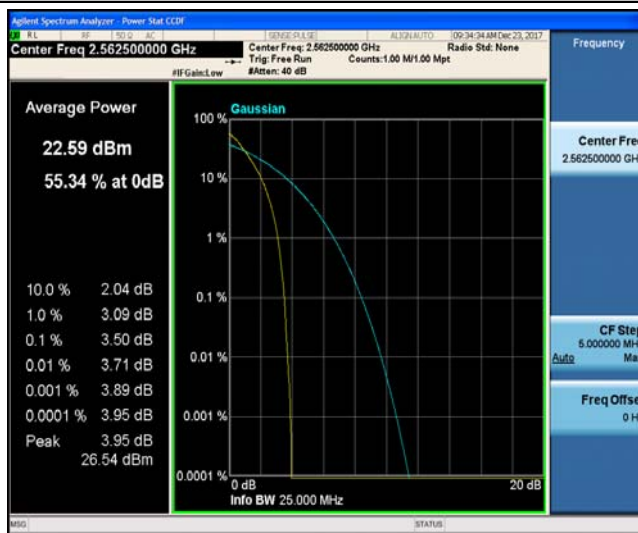 Agilent Spectrum Analyzer - Power Stat CCDF
RL RF 50 Ω AC SENSE:PULSE ALIGN AUTO 09:34:34 AM Dec 23, 2017
Center Freq 2.562500000 GHz
Center Freq: 2.562500000 GHz Radio Std: None
Trig: Free Run Counts:1.00 M/1.00 Mpt
#IFGain:Low #Atten: 40 dB
Frequency
Average Power
22.59 dBm
55.34 % at 0dB
10.0 % 2.04 dB
1.0 % 3.09 dB
0.1 % 3.50 dB
0.01 % 3.71 dB
0.001 % 3.89 dB
0.0001 % 3.95 dB
Peak 3.95 dB
26.54 dBm
Gaussian
100 %
10 %
1 %
0.1 %
0.01 %
0.001 %
0.0001 %
0 dB 20 dB
Info BW 25.000 MHz
Center Fre
2.562500000 GH
CF Ste
5.000000 MH
Auto Ma
Freq Offse
0 H
MSG STATUS